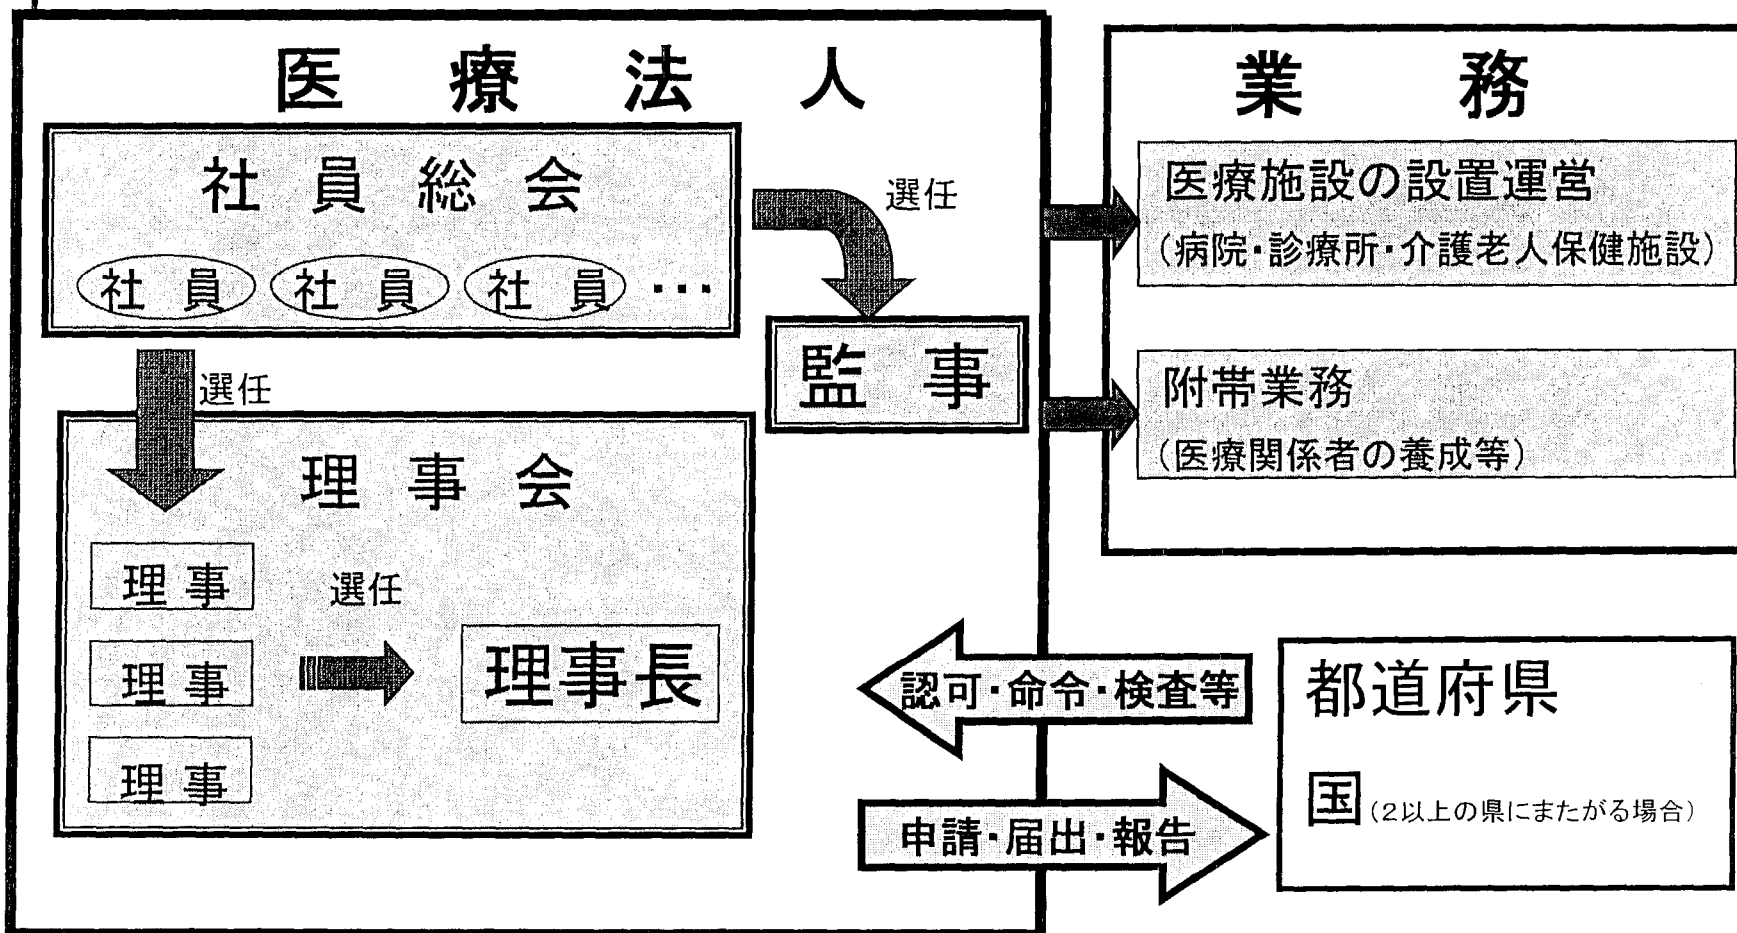 医療法人
社員総会
社員 社員 社員 ・・・
選任
監事
選任
理事会
理事
理事
理事
選任
理事長
業務
医療施設の設置運営
(病院・診療所・介護老人保健施設)
附帯業務
(医療関係者の養成等)
認可・命令・検査等
申請・届出・報告
都道府県
国(2以上の県にまたがる場合)